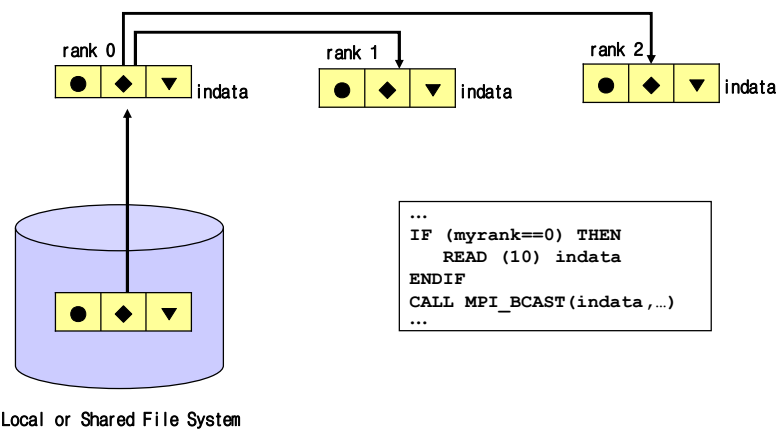 rank 0
rank 1
rank 2
indata
indata
indata
…
IF (myrank==0) THEN
READ (10) indata
ENDIF
CALL MPI_BCAST(indata,…)
…
Local or Shared File System